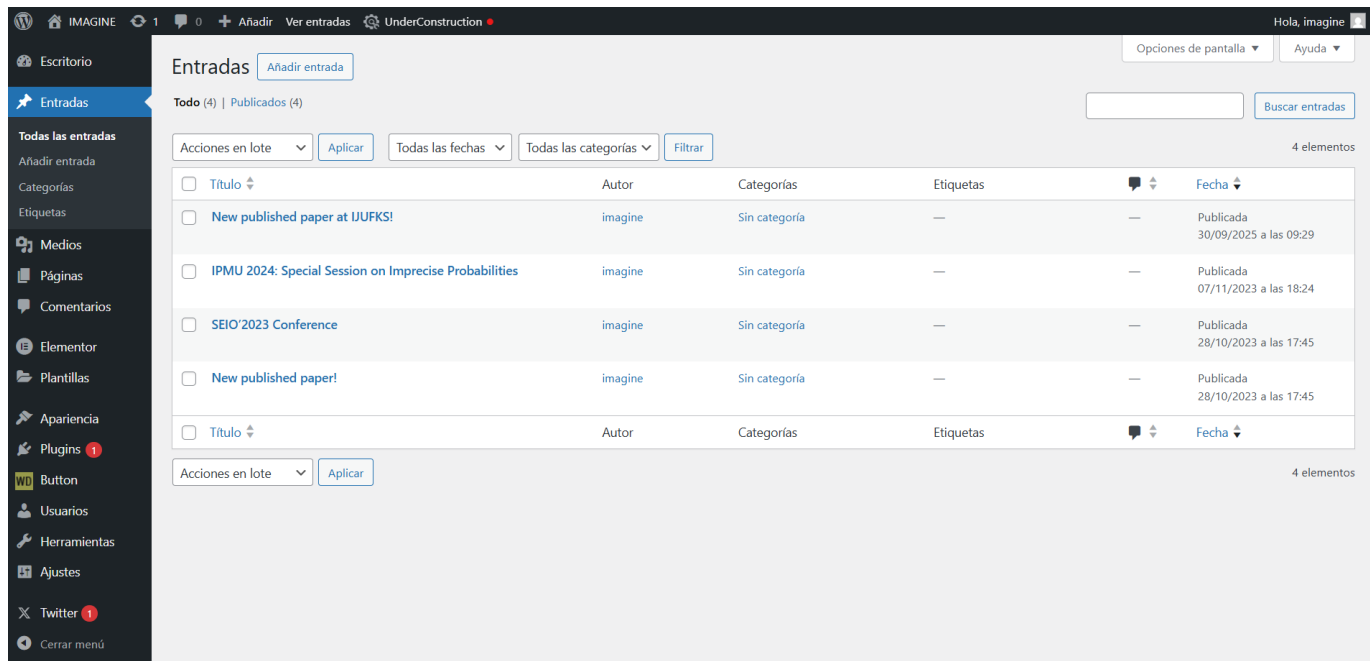 IMAGINE 1 0 Añadir Ver entradas UnderConstruction Hola, imagine
Opciones de pantalla Ayuda
Escritorio
Entradas
Todas las entradas
Añadir entrada
Categorías
Etiquetas
Medios
Páginas
Comentarios
Elementor
Plantillas
Apariencia
Plugins 1
WD Button
Usuarios
Herramientas
Ajustes
Twitter 1
Cerrar menú
Entradas Añadir entrada
Todo (4) | Publicados (4)
Buscar entradas
Acciones en lote Aplicar Todas las fechas Todas las categorías Filtrar 4 elementos
Título Autor Categorías Etiquetas Fecha
New published paper at IJUFKS! imagine Sin categoría — — Publicada
30/09/2025 a las 09:29
IPMU 2024: Special Session on Imprecise Probabilities imagine Sin categoría — — Publicada
07/11/2023 a las 18:24
SEIO'2023 Conference imagine Sin categoría — — Publicada
28/10/2023 a las 17:45
New published paper! imagine Sin categoría — — Publicada
28/10/2023 a las 17:45
Título Autor Categorías Etiquetas Fecha
Acciones en lote Aplicar 4 elementos